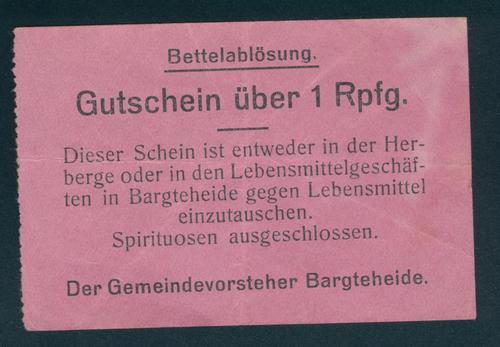 Bettelablösung.
Gutschein über 1 Rpfg.
Dieser Schein ist entweder in der Her-
berge oder in den Lebensmittelgeschäf-
ten in Bargteheide gegen Lebensmittel
einzutauschen.
Spirituosen ausgeschlossen.
Der Gemeindevorsteher Bargteheide.